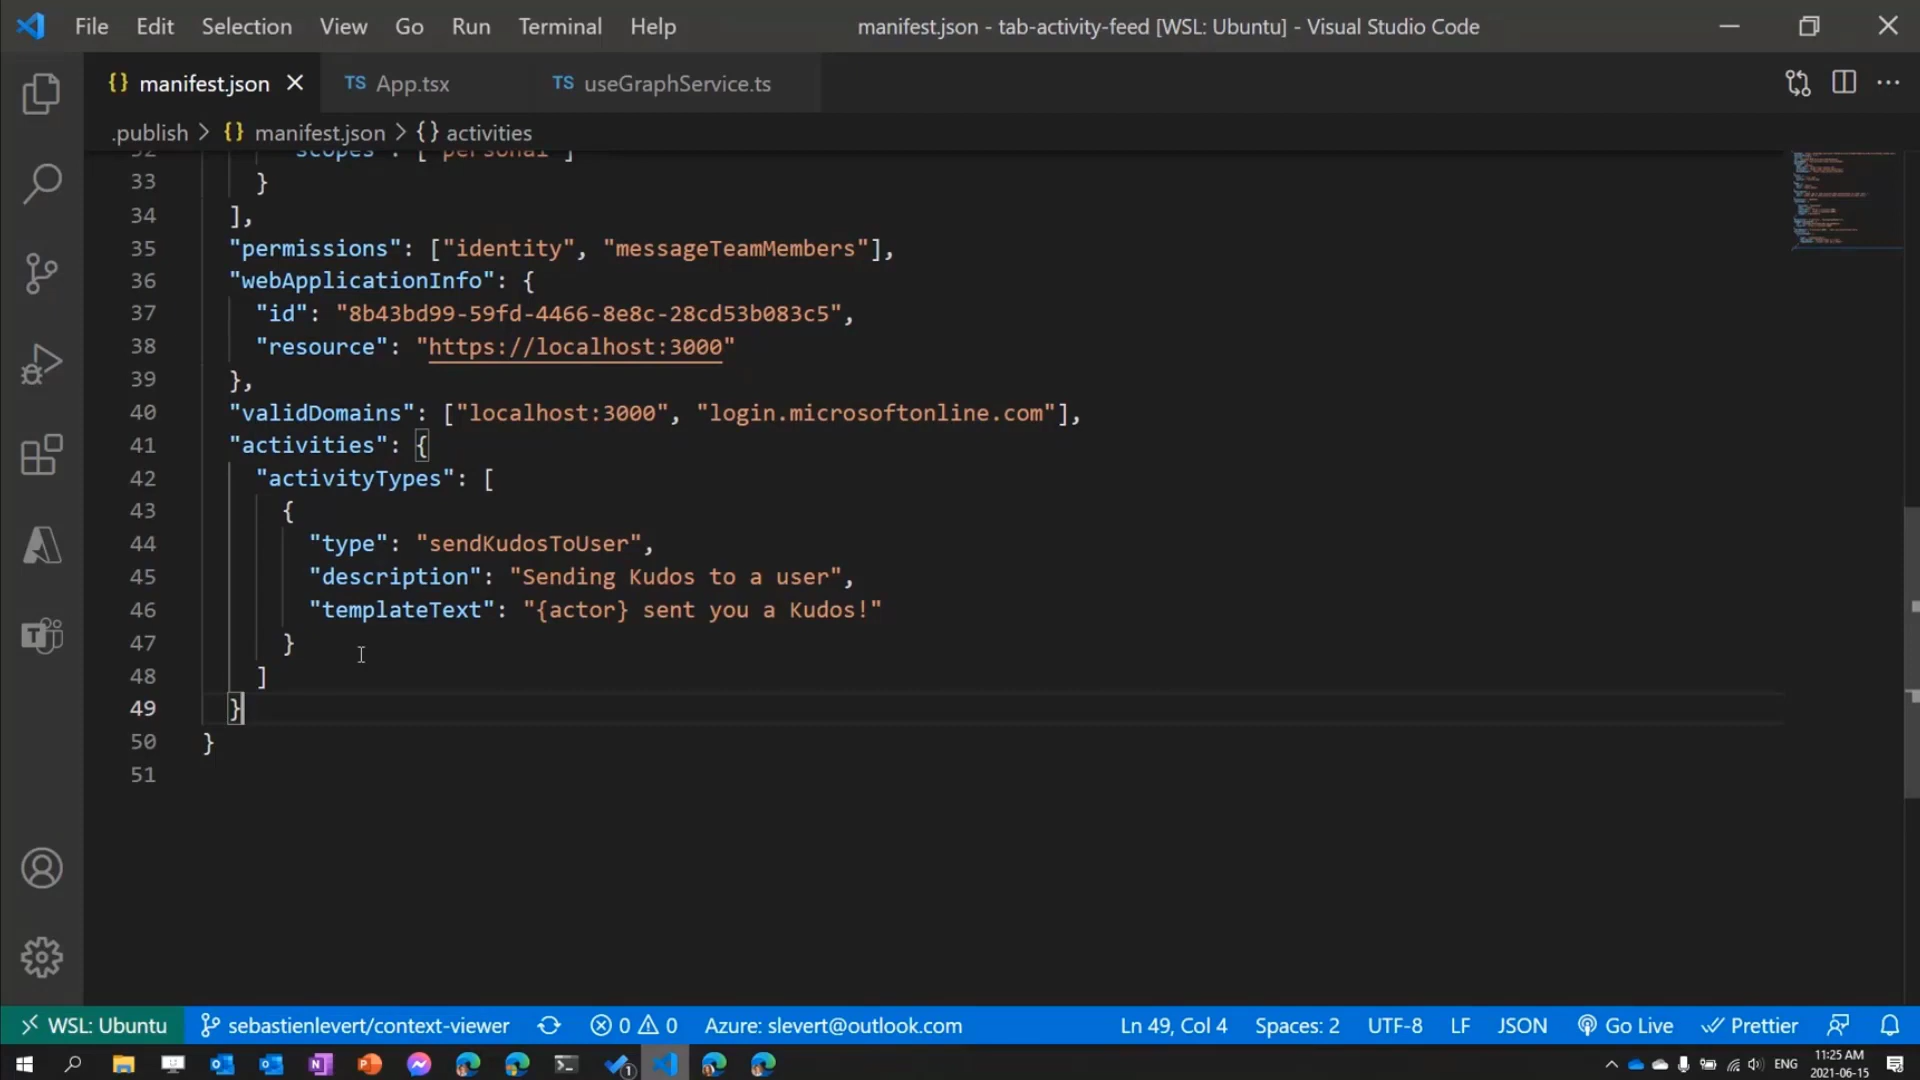 File Edit Selection View Go Run Terminal Help manifest.json - tab-activity-feed [WSL: Ubuntu] - Visual Studio Code
{} manifest.json × TS App.tsx TS useGraphService.ts ···
.publish > {} manifest.json > {} activities
32 "scopes": ["personal"]
33 }
34 ],
35 "permissions": ["identity", "messageTeamMembers"],
36 "webApplicationInfo": {
37 "id": "8b43bd99-59fd-4466-8e8c-28cd53b083c5",
38 "resource": "https://localhost:3000"
39 },
40 "validDomains": ["localhost:3000", "login.microsoftonline.com"],
41 "activities": {
42 "activityTypes": [
43 {
44 "type": "sendKudosToUser",
45 "description": "Sending Kudos to a user",
46 "templateText": "{actor} sent you a Kudos!"
47 }
48 ]
49 }
50 }
51
WSL: Ubuntu sebastienlevert/context-viewer 0 0 Azure: slevert@outlook.com Ln 49, Col 4 Spaces: 2 UTF-8 LF JSON Go Live Prettier
ENG 11:25 AM
2021-06-15